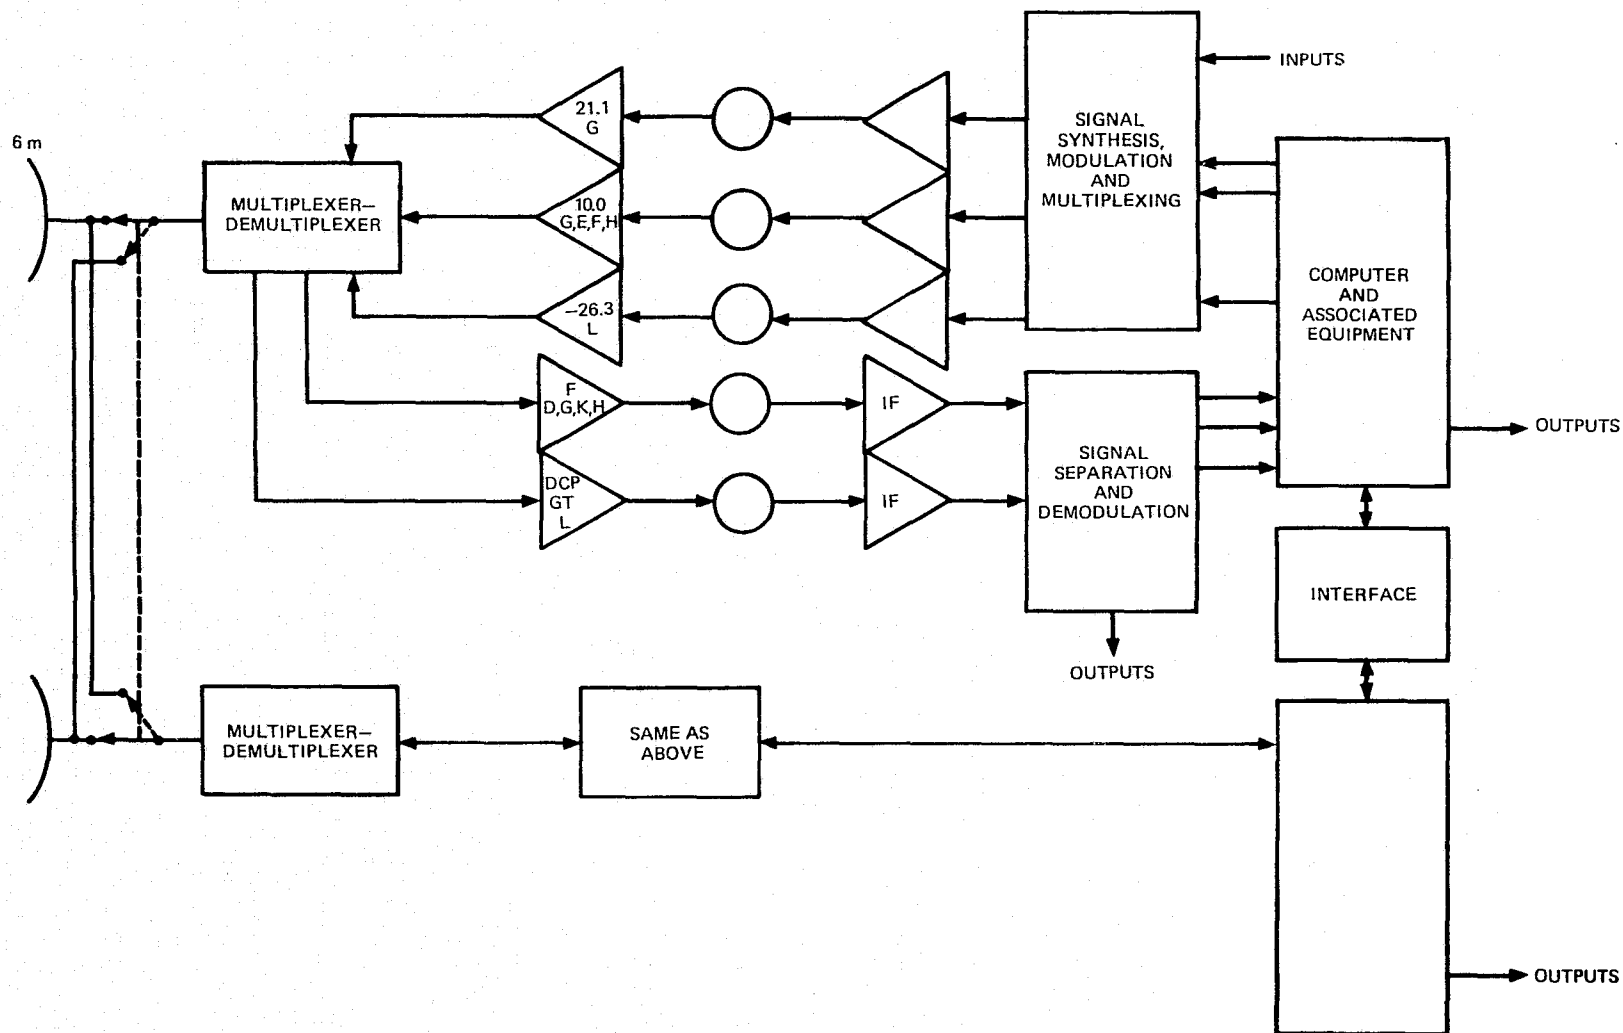 INPUTS
6 m
21.1
G
10.0
G,E,F,H
−26.3
L
SIGNAL
SYNTHESIS,
MODULATION
AND
MULTIPLEXING
MULTIPLEXER—
DEMULTIPLEXER
COMPUTER
AND
ASSOCIATED
EQUIPMENT
F
D,G,K,H
IF
DCP
GT
L
IF
SIGNAL
SEPARATION
AND
DEMODULATION
OUTPUTS
INTERFACE
OUTPUTS
MULTIPLEXER—
DEMULTIPLEXER
SAME AS
ABOVE
OUTPUTS